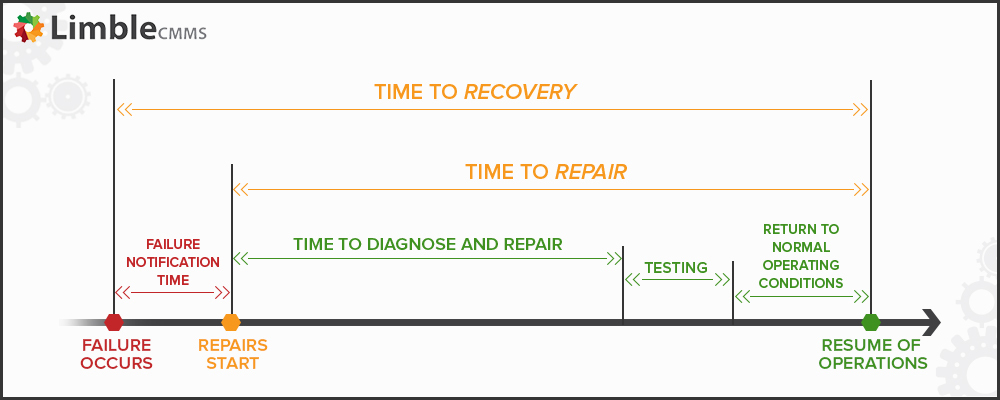 Limble CMMS
TIME TO RECOVERY
TIME TO REPAIR
FAILURE
NOTIFICATION
TIME
TIME TO DIAGNOSE AND REPAIR
TESTING
RETURN TO
NORMAL
OPERATING
CONDITIONS
FAILURE
OCCURS
REPAIRS
START
RESUME OF
OPERATIONS